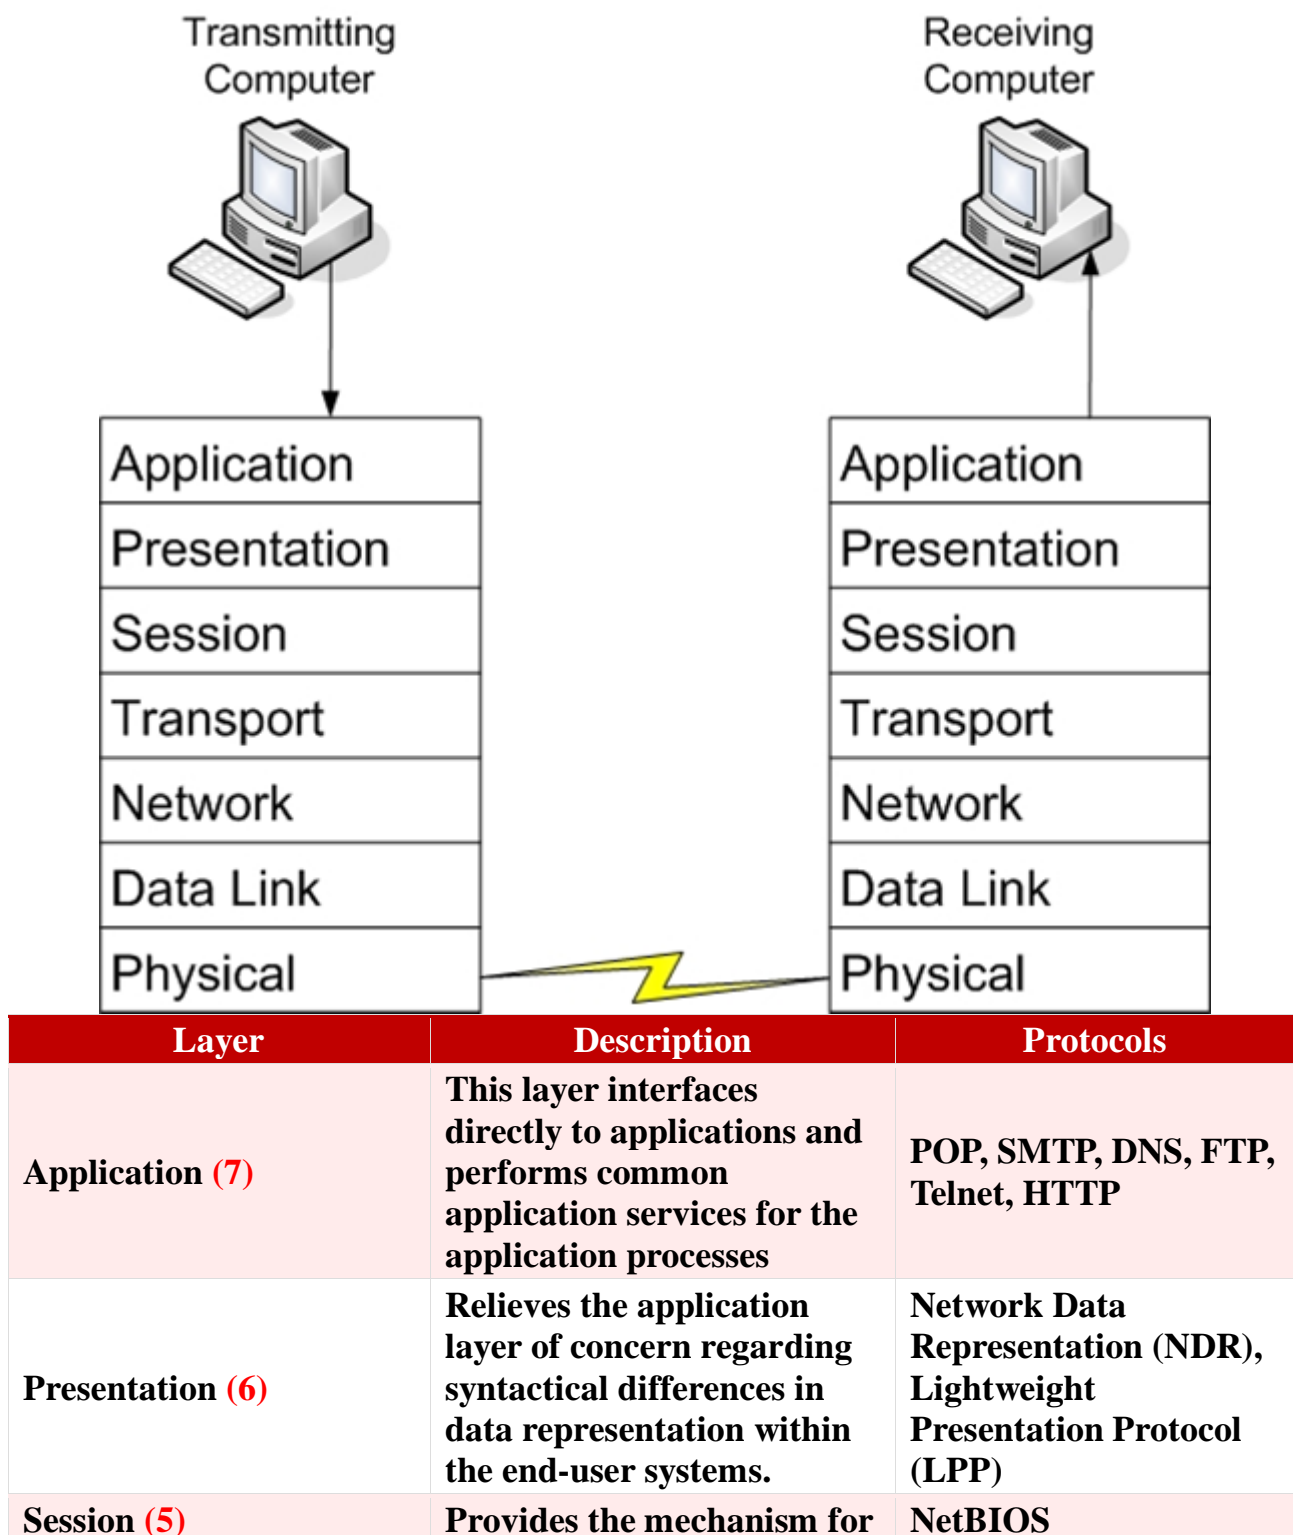 Transmitting
Computer
Receiving
Computer
Application
Presentation
Session
Transport
Network
Data Link
Physical
Application
Presentation
Session
Transport
Network
Data Link
Physical
Layer
Description
Protocols
Application (7)
This layer interfaces
directly to applications and
performs common
application services for the
application processes
POP, SMTP, DNS, FTP,
Telnet, HTTP
Presentation (6)
Relieves the application
layer of concern regarding
syntactical differences in
data representation within
the end-user systems.
Network Data
Representation (NDR),
Lightweight
Presentation Protocol
(LPP)
Session (5)
Provides the mechanism for
NetBIOS